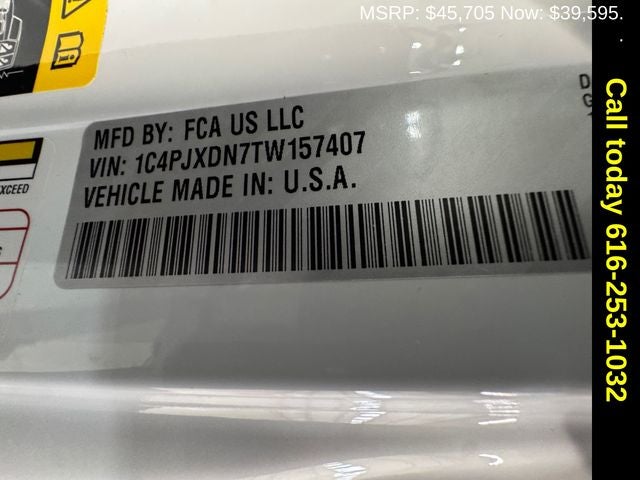 MSRP: $45,705 Now: $39,595.
MFD BY: FCA US LLC
VIN: 1C4PJXDN7TW157407
VEHICLE MADE IN: U.S.A.
EXCEED
Call today 616-253-1032